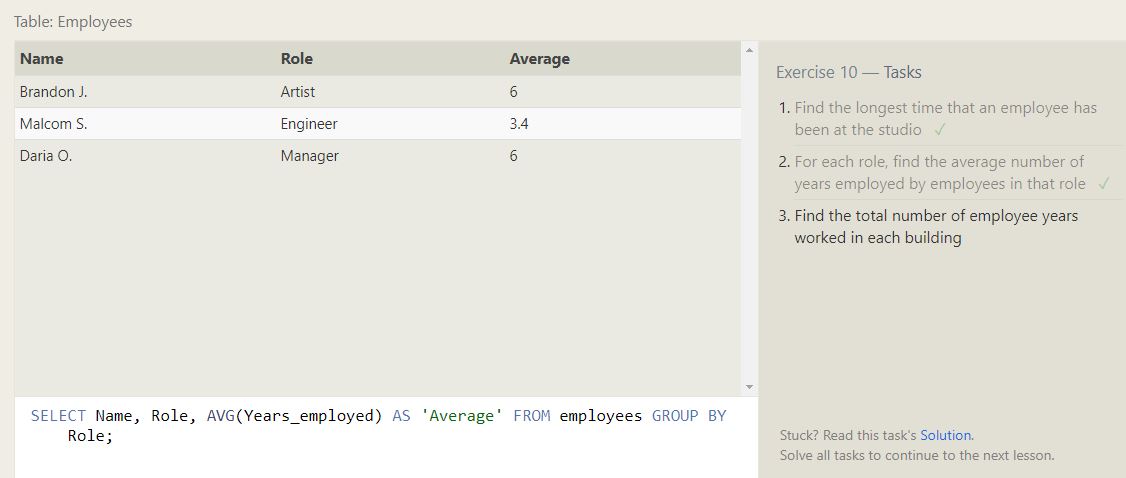 Table: Employees
Name Role Average
Brandon J. Artist 6
Malcom S. Engineer 3.4
Daria O. Manager 6
SELECT Name, Role, AVG(Years_employed) AS 'Average' FROM employees GROUP BY
Role;
Exercise 10 — Tasks
1. Find the longest time that an employee has
been at the studio ✓
2. For each role, find the average number of
years employed by employees in that role ✓
3. Find the total number of employee years
worked in each building
Stuck? Read this task's Solution.
Solve all tasks to continue to the next lesson.